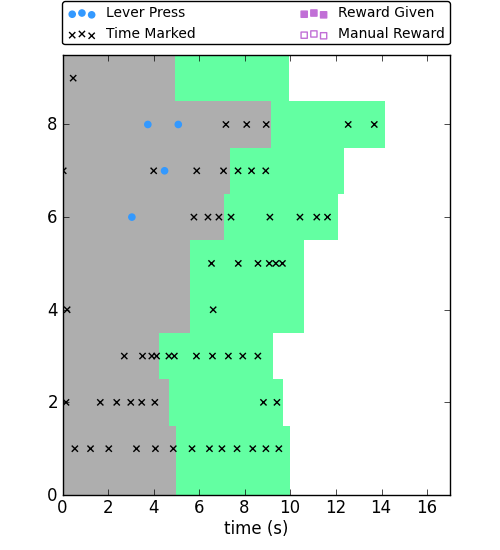 Lever Press
Reward Given
Time Marked
Manual Reward
8
6
4
2
0
0 2 4 6 8 10 12 14 16
time (s)